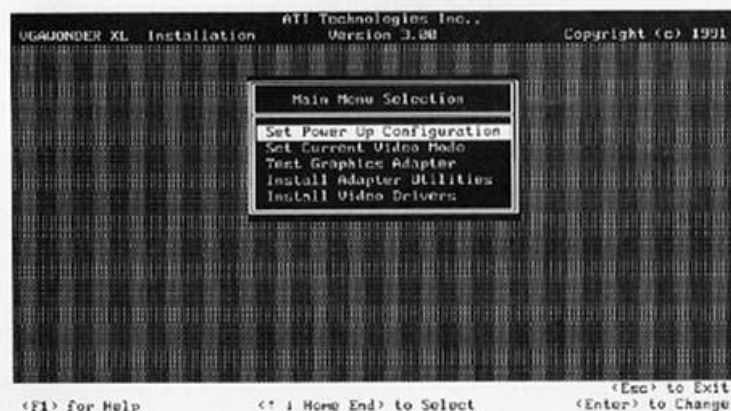 ATI Technologies Inc..
VGAWONDER XL Installation Version 3.00 Copyright (c) 1991
Main Menu Selection
Set Power Up Configuration
Set Current Video Mode
Test Graphics Adapter
Install Adapter Utilities
Install Video Drivers
<Esc> to Exit
<F1> for Help <↑ ↓ Home End> to Select <Enter> to Change